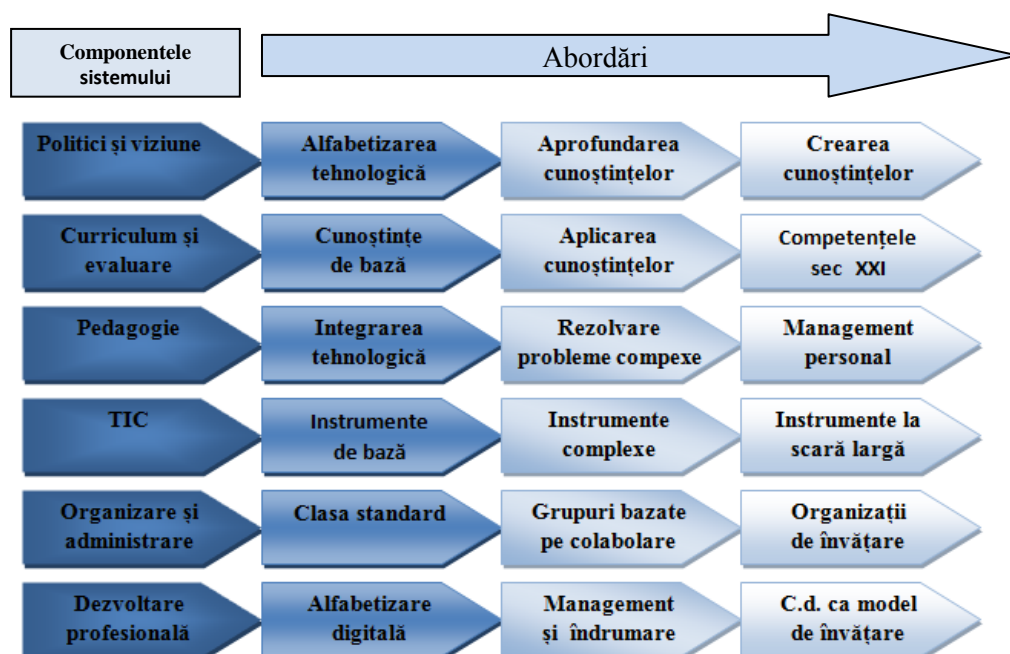 Componentele
sistemului
Abordări
Politici și viziune
Alfabetizarea
tehnologică
Aprofundarea
cunoștințelor
Crearea
cunoștințelor
Curriculum și
evaluare
Cunoștințe
de bază
Aplicarea
cunoștințelor
Competențele
sec XXI
Pedagogie
Integrarea
tehnologică
Rezolvare
probleme compexe
Management
personal
TIC
Instrumente
de bază
Instrumente
complexe
Instrumente la
scară largă
Organizare și
administrare
Clasa standard
Grupuri bazate
pe colabolare
Organizații
de învățare
Dezvoltare
profesională
Alfabetizare
digitală
Management
și îndrumare
C.d. ca model
de învățare